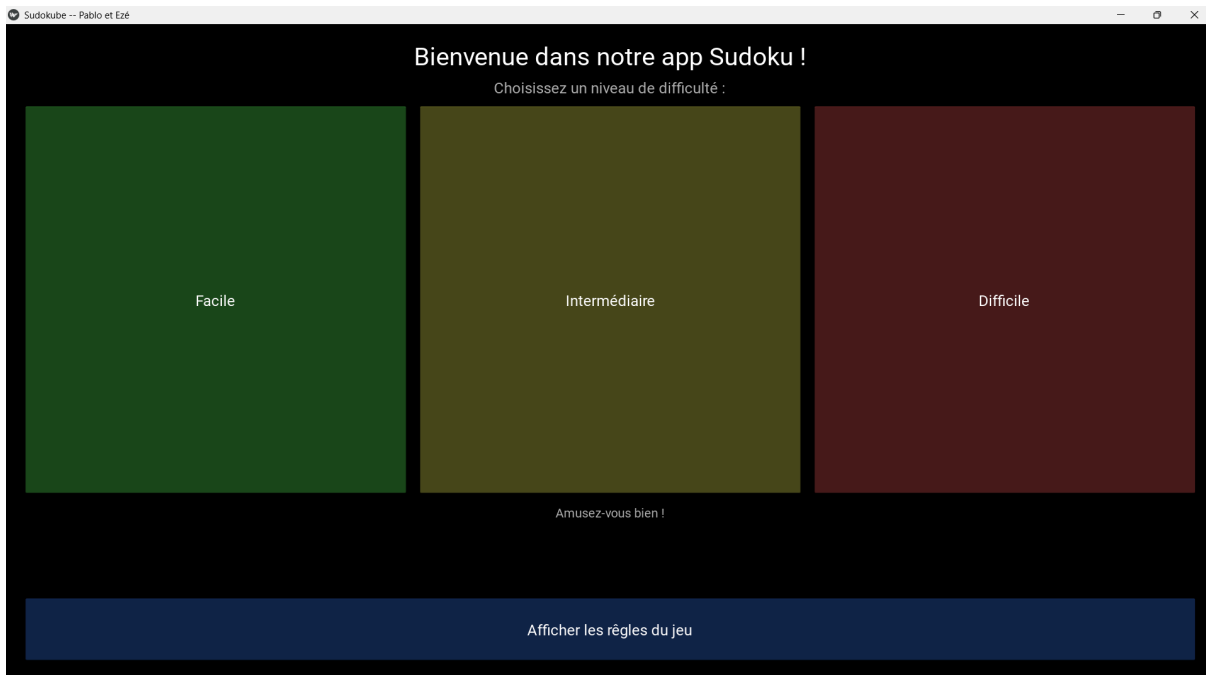 Sudokube -- Pablo et Ezé
Bienvenue dans notre app Sudoku !
Choisissez un niveau de difficulté :
Facile
Intermédiaire
Difficile
Amusez-vous bien !
Afficher les rêgles du jeu